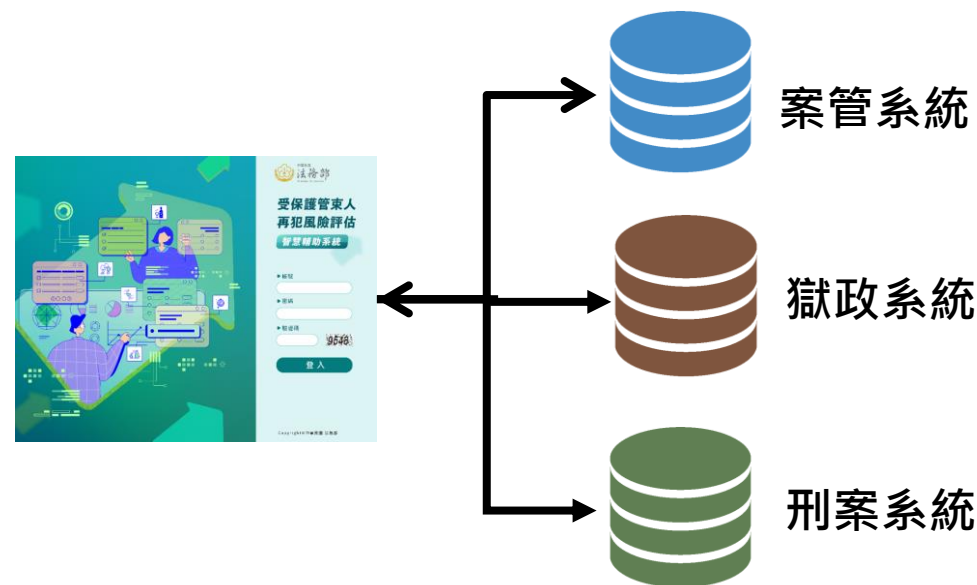 法務部
受保護管束人
再犯風險評估
智慧輔助系統
帳號
密碼
驗證碼
9548
登入
案管系統
獄政系統
刑案系統